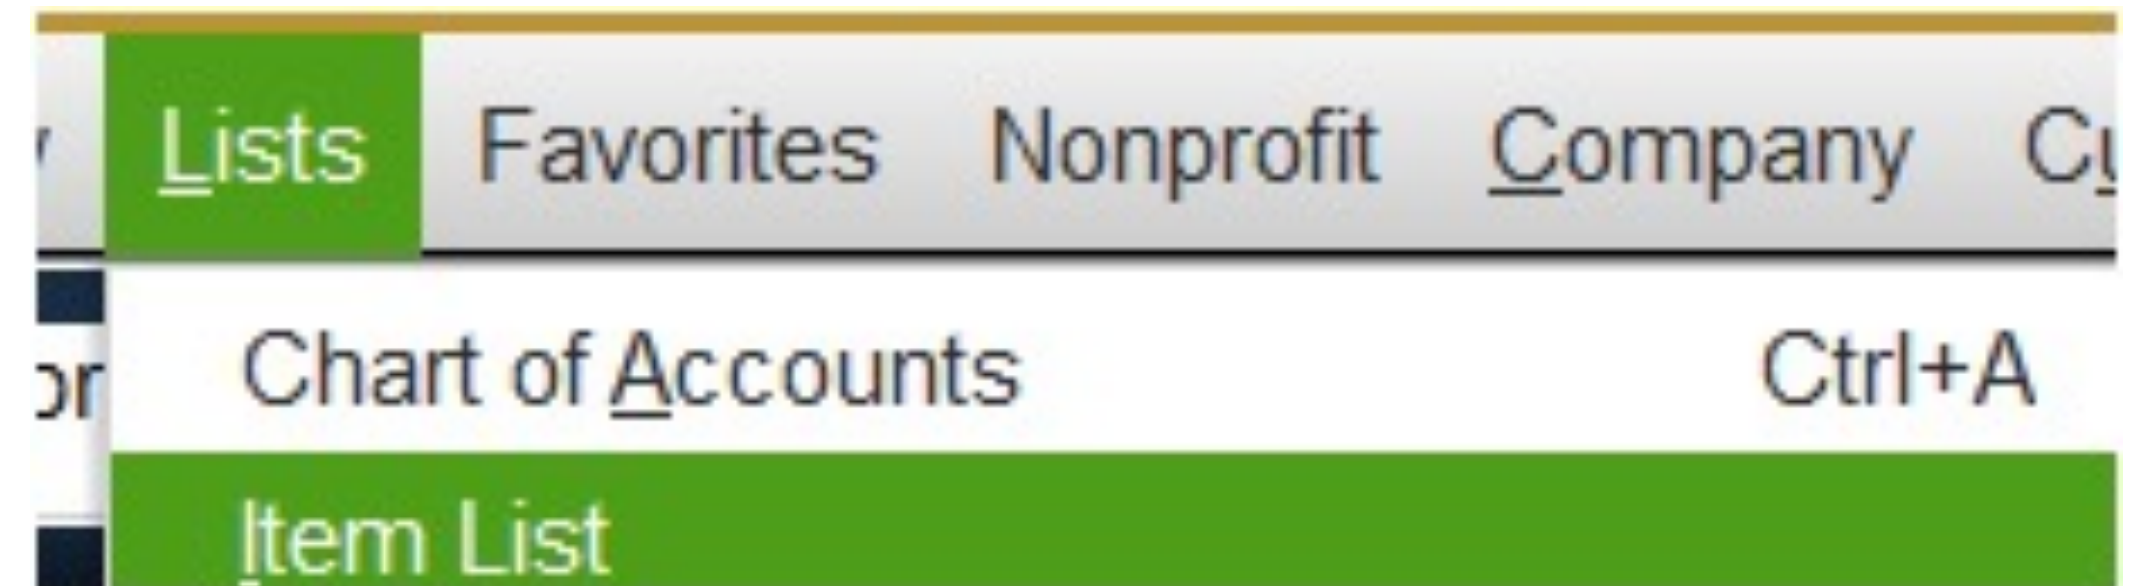 Lists Favorites Nonprofit Company
Chart of Accounts Ctrl+A
Item List